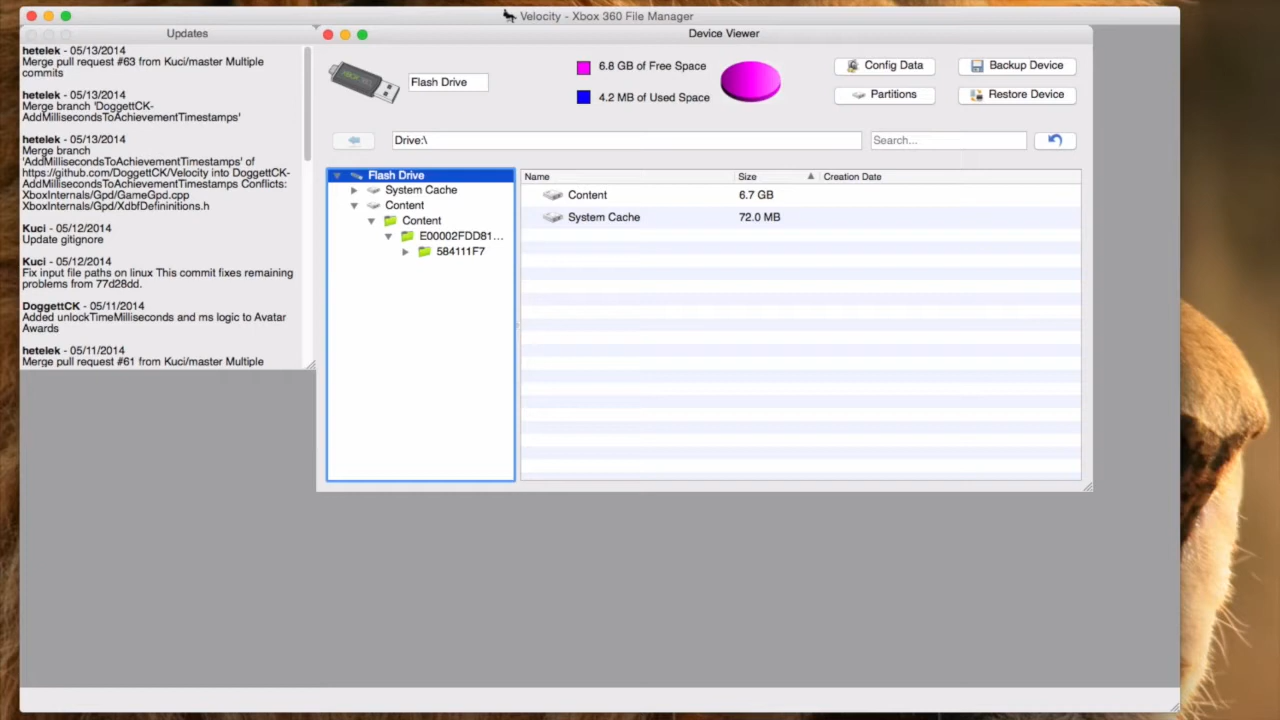 Velocity - Xbox 360 File Manager
Updates
hetelek - 05/13/2014
Merge pull request #63 from Kuci/master Multiple
commits
hetelek - 05/13/2014
Merge branch 'DoggettCK-
AddMillisecondsToAchievementTimestamps'
hetelek - 05/13/2014
Merge branch
'AddMillisecondsToAchievementTimestamps' of
https://github.com/DoggettCK/Velocity into DoggettCK-
AddMillisecondsToAchievementTimestamps Conflicts:
XboxInternals/Gpd/GameGpd.cpp
XboxInternals/Gpd/XdbfDefininitions.h
Kuci - 05/12/2014
Update gitignore
Kuci - 05/12/2014
Fix input file paths on linux This commit fixes remaining
problems from 77d28dd.
DoggettCK - 05/11/2014
Added unlockTimeMilliseconds and ms logic to Avatar
Awards
hetelek - 05/11/2014
Merge pull request #61 from Kuci/master Multiple
Device Viewer
Flash Drive
6.8 GB of Free Space
4.2 MB of Used Space
Config Data
Backup Device
Partitions
Restore Device
Drive:\
Search...
Flash Drive
System Cache
Content
Content
E00002FDD81...
584111F7
Name Size Creation Date
Content 6.7 GB
System Cache 72.0 MB